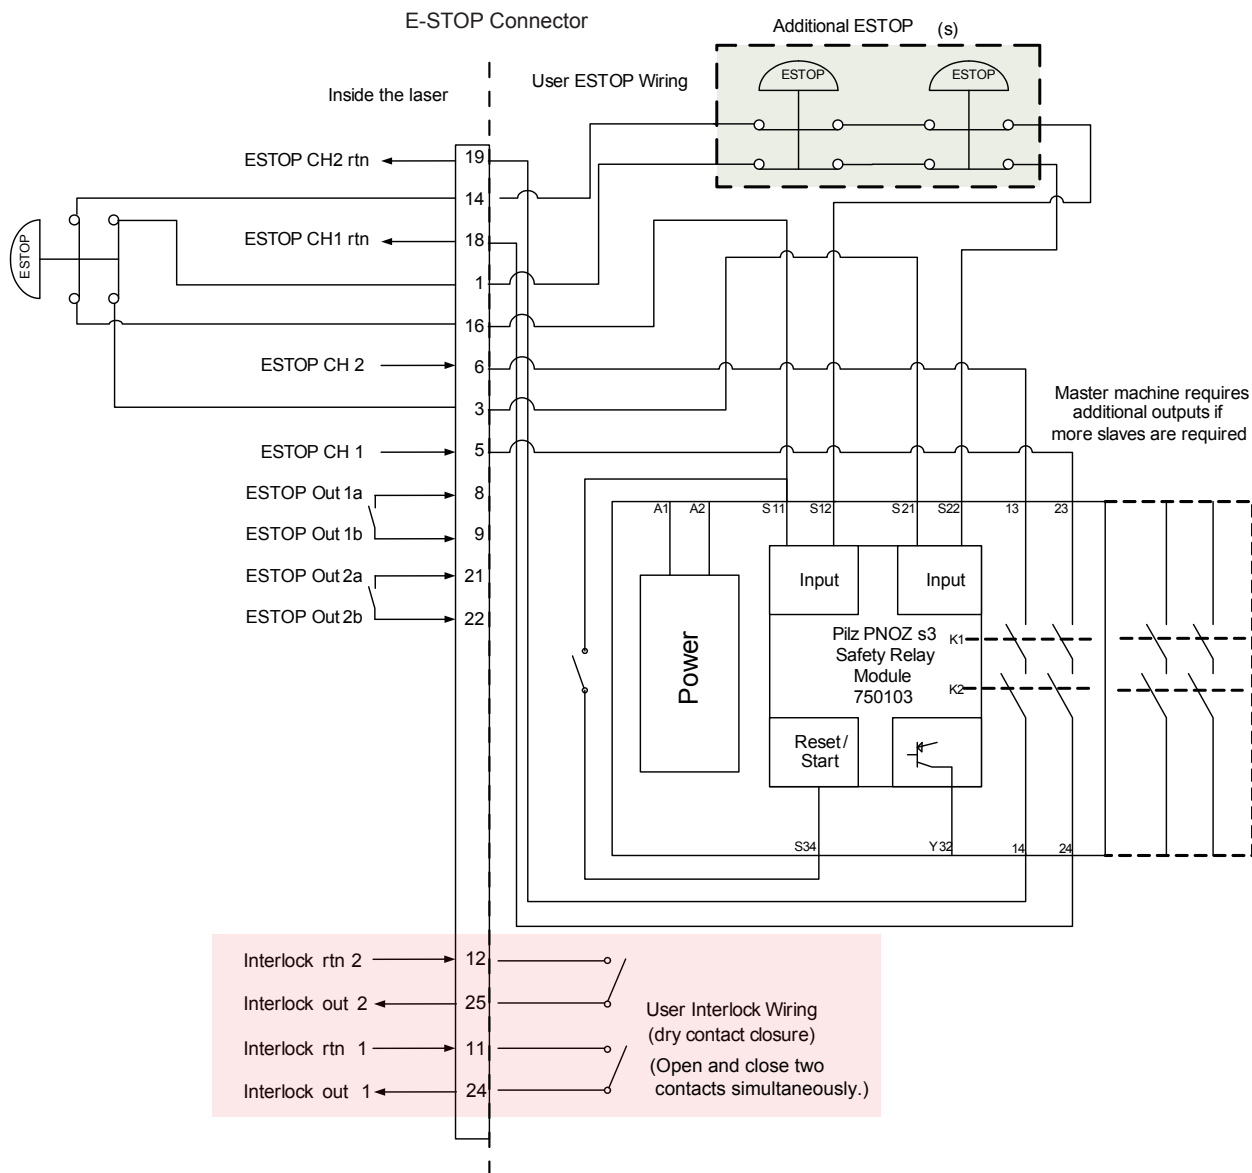 E-STOP Connector
Additional ESTOP (s)
ESTOP
ESTOP
User ESTOP Wiring
Inside the laser
ESTOP CH2 rtn
19
14
ESTOP CH1 rtn
18
ESTOP
1
16
ESTOP CH 2
6
3
Master machine requires
additional outputs if
more slaves are required
ESTOP CH 1
5
ESTOP Out 1a
8
ESTOP Out 1b
9
ESTOP Out 2a
21
ESTOP Out 2b
22
A1
A2
S11
S12
S21
S22
13
23
Input
Input
Power
Pilz PNOZ s3
Safety Relay
Module
750103
K1
K2
Reset/
Start
S34
Y32
14
24
Interlock rtn 2
12
Interlock out 2
25
Interlock rtn 1
11
Interlock out 1
24
User Interlock Wiring
(dry contact closure)
(Open and close two
contacts simultaneously.)